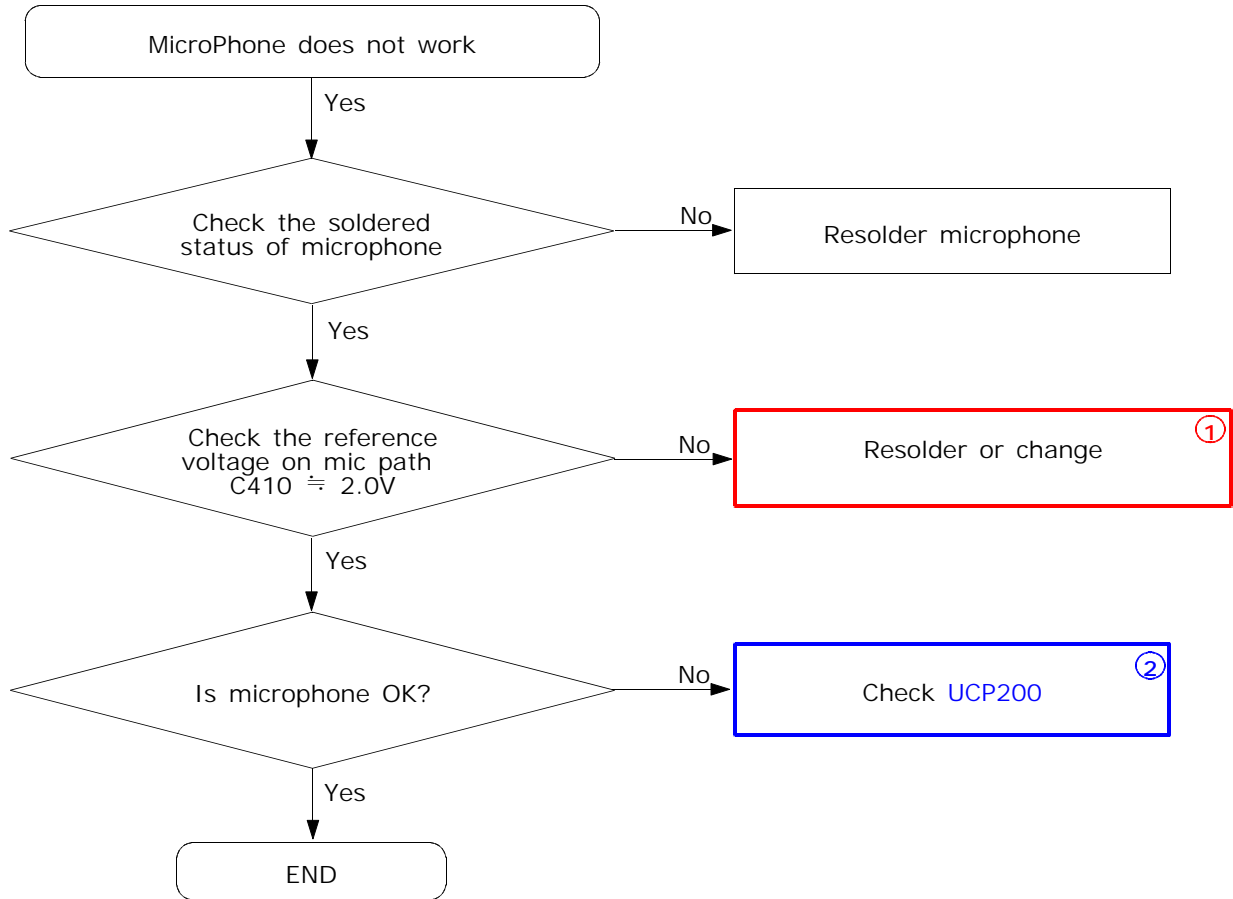 MicroPhone does not work
Yes
Check the soldered
status of microphone
No
Resolder microphone
Yes
Check the reference
voltage on mic path
C410 ≒ 2.0V
No
Resolder or change
1
Yes
Is microphone OK?
No
Check UCP200
2
Yes
END